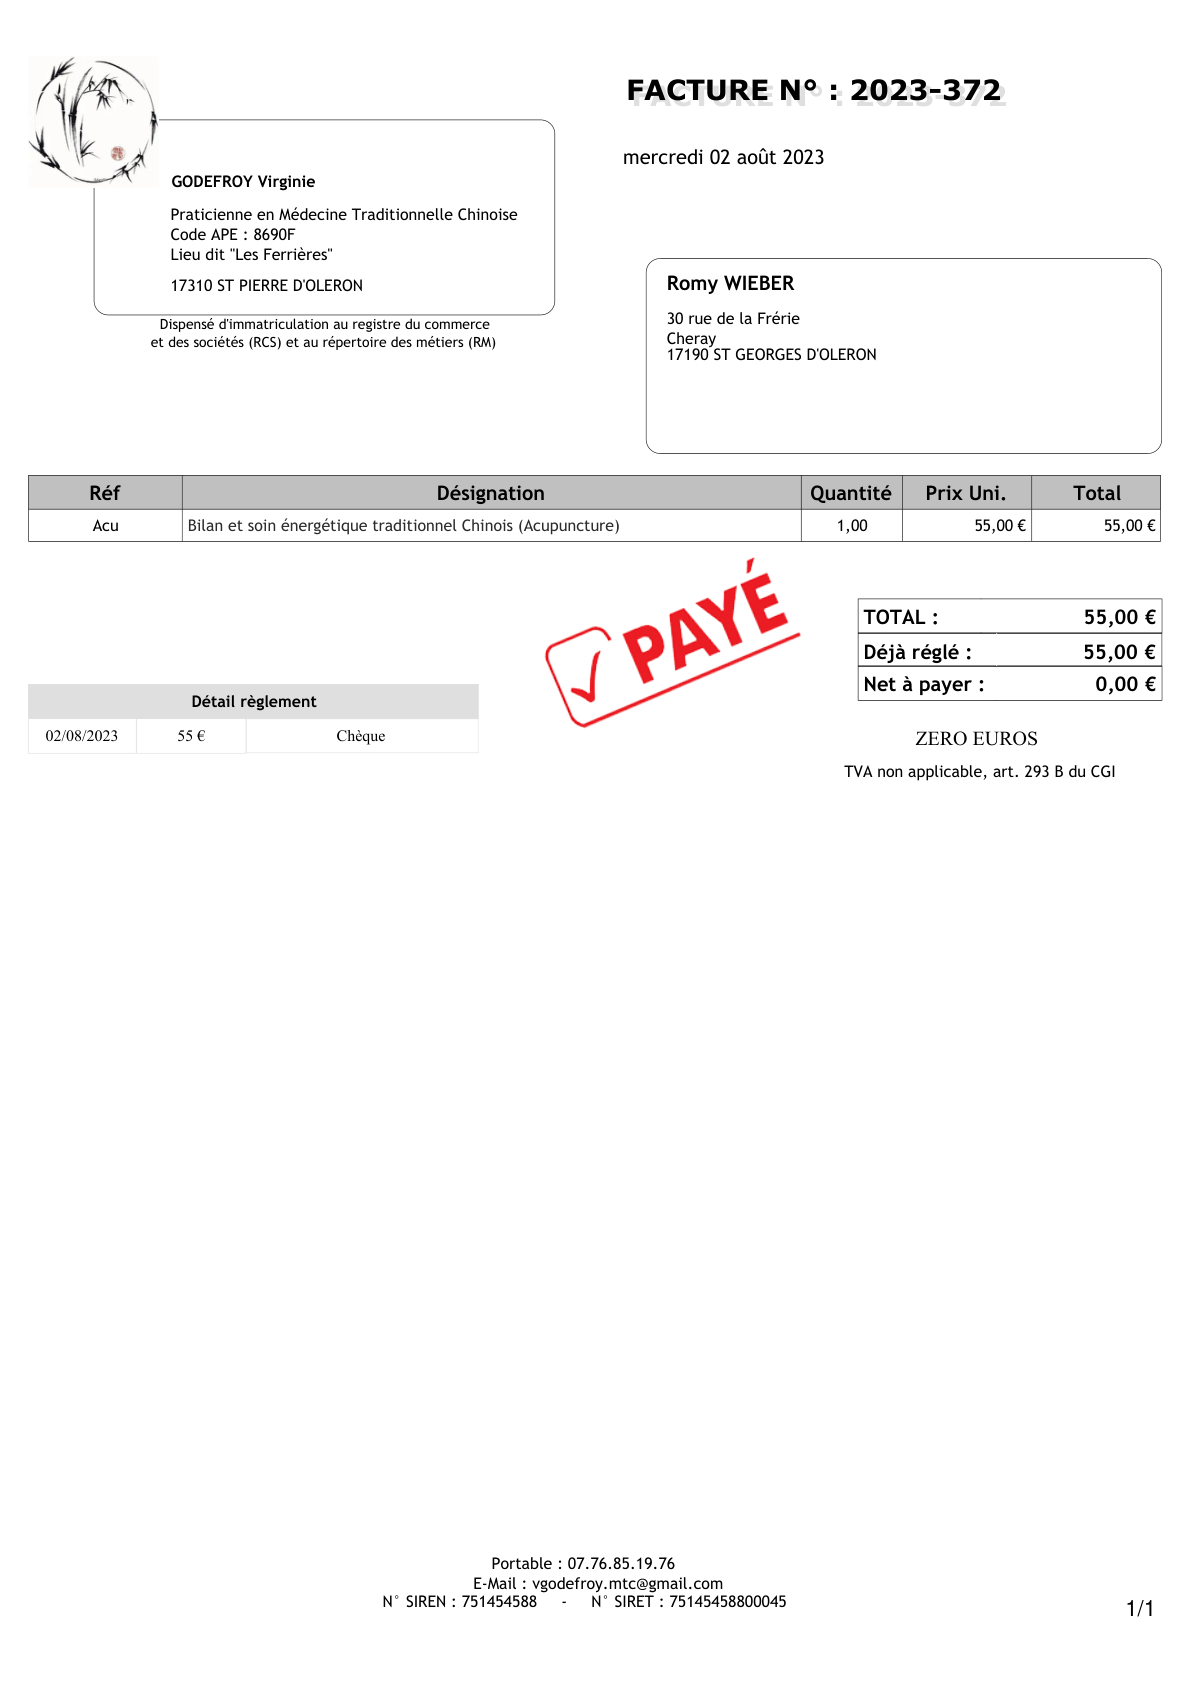 FACTURE N° : 2023-372
mercredi 02 août 2023
GODEFROY Virginie
Praticienne en Médecine Traditionnelle Chinoise
Code APE : 8690F
Lieu dit "Les Ferrières"
17310 ST PIERRE D'OLERON
Dispensé d'immatriculation au registre du commerce
et des sociétés (RCS) et au répertoire des métiers (RM)
Romy WIEBER
30 rue de la Frérie
Cheray
17190 ST GEORGES D'OLERON
Réf Désignation Quantité Prix Uni. Total
Acu Bilan et soin énergétique traditionnel Chinois (Acupuncture) 1,00 55,00 € 55,00 €
PAYÉ
TOTAL : 55,00 €
Déjà réglé : 55,00 €
Net à payer : 0,00 €
Détail règlement
02/08/2023 55 € Chèque
ZERO EUROS
TVA non applicable, art. 293 B du CGI
Portable : 07.76.85.19.76
E-Mail : vgodefroy.mtc@gmail.com
N° SIREN : 751454588 - N° SIRET : 75145458800045
1/1